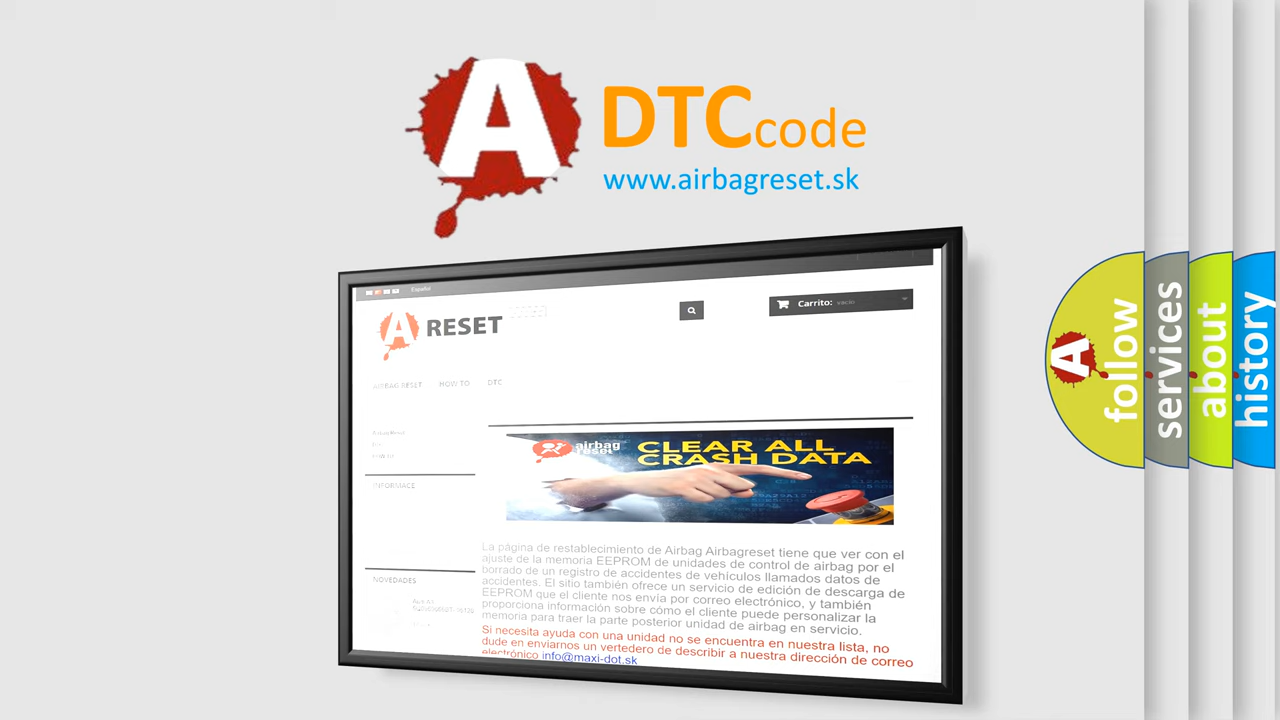 A DTC code
www.airbagreset.sk
Español
A RESET
Carrito: vacío
AIRBAG RESET HOW TO DTC
Airbag Reset
INFORMACE
airbag
reset
CLEAR ALL
CRASH DATA
La página de restablecimiento de Airbag Airbagreset tiene que ver con el
ajuste de la memoria EEPROM de unidades de control de airbag por el
borrado de un registro de accidentes de vehículos llamados datos de
accidentes. El sitio también ofrece un servicio de edición de descarga de
EEPROM que el cliente nos envía por correo electrónico, y también
proporciona información sobre cómo el cliente puede personalizar la
memoria para traer la parte posterior unidad de airbag en servicio.
Si necesita ayuda con una unidad no se encuentra en nuestra lista, no
dude en enviarnos un vertedero de describir a nuestra dirección de correo
electrónico info@maxi-dot.sk
NOVEDADES
A
follow
services
about
history